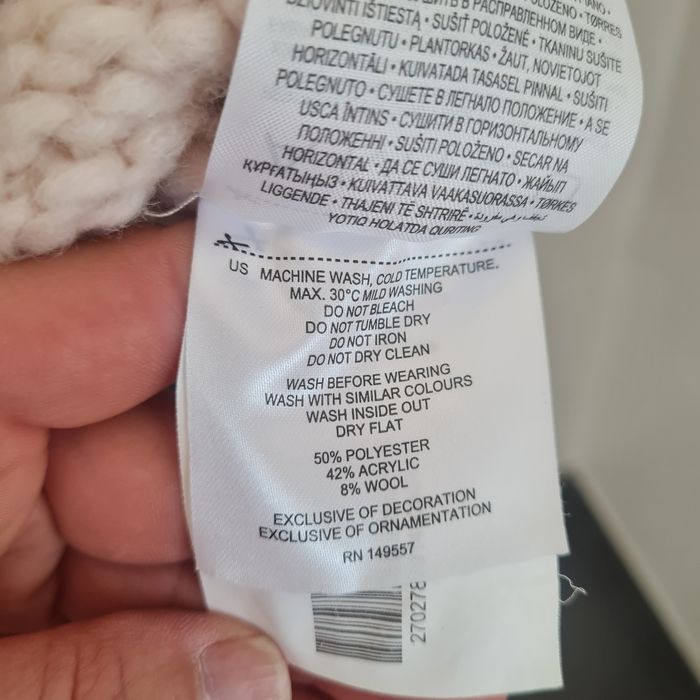 В РАСПРАВЛЕННОМ ВИДЕ •
DŽIOVINTI IŠTIESTĄ • SUŠIT POLOŽENÉ • TØRRES
POLEGNUTU • PLANTORKAS • ŽAUT, NOVIETOJOT
HORIZONTĀLI • KUIVATADA TASASEL PINNAL • SUŠITI
POLEGNUTO • СУШЕТЕ В ЛЕГНАЛО ПОЛОЖЕНИЕ • A SE
USCA ÎNTINS • СУШИТИ В ГОРИЗОНТАЛЬНОМУ
ПОЛОЖЕННІ • SUŠITI POLOŽENO • SECAR NA
HORIZONTAL • ДА СЕ СУШИ ЛЕГНАТО • ЖАЙЫП
ҚҰРҒАТЫҢЫЗ • KUIVATTAVA VAAKASUORASSA • TØRKES
LIGGENDE • THAJENI TË SHTRIRË •
YOTIQ HOLATDA QURITING
US MACHINE WASH, COLD TEMPERATURE.
MAX. 30°C MILD WASHING
DO NOT BLEACH
DO NOT TUMBLE DRY
DO NOT IRON
DO NOT DRY CLEAN
WASH BEFORE WEARING
WASH WITH SIMILAR COLOURS
WASH INSIDE OUT
DRY FLAT
50% POLYESTER
42% ACRYLIC
8% WOOL
EXCLUSIVE OF DECORATION
EXCLUSIVE OF ORNAMENTATION
RN 149557
270278